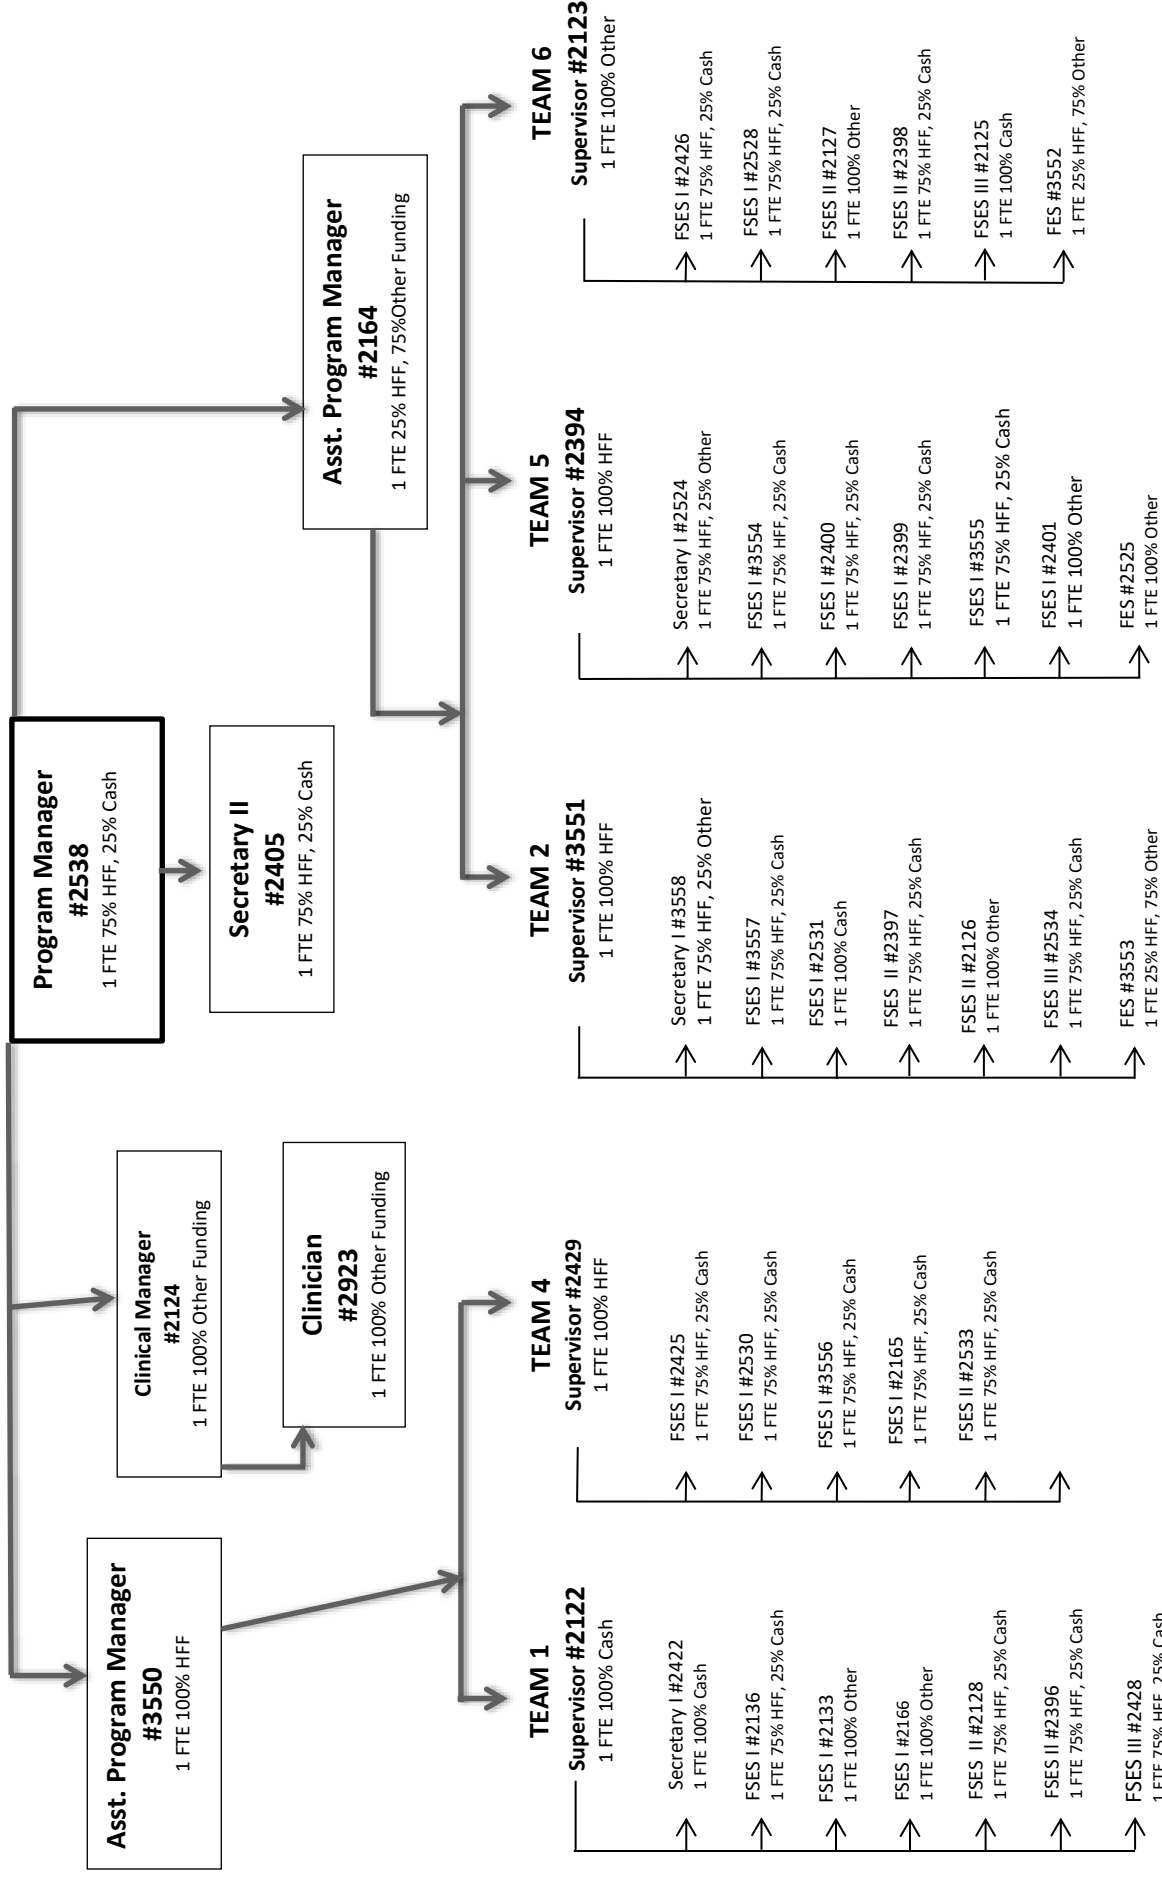 Program Manager
#2538
1 FTE 75% HFF, 25% Cash
Secretary II
#2405
1 FTE 75% HFF, 25% Cash
Asst. Program Manager
#3550
1 FTE 100% HFF
Clinical Manager
#2124
1 FTE 100% Other Funding
Clinician
#2923
1 FTE 100% Other Funding
Asst. Program Manager
#2164
1 FTE 25% HFF, 75%Other Funding
TEAM 1
Supervisor #2122
1 FTE 100% Cash
Secretary I #2422
1 FTE 100% Cash
FSES I #2136
1 FTE 75% HFF, 25% Cash
FSES I #2133
1 FTE 100% Other
FSES I #2166
1 FTE 100% Other
FSES II #2128
1 FTE 75% HFF, 25% Cash
FSES II #2396
1 FTE 75% HFF, 25% Cash
FSES III #2428
1 FTE 75% HFF, 25% Cash
TEAM 4
Supervisor #2429
1 FTE 100% HFF
FSES I #2425
1 FTE 75% HFF, 25% Cash
FSES I #2530
1 FTE 75% HFF, 25% Cash
FSES I #3556
1 FTE 75% HFF, 25% Cash
FSES I #2165
1 FTE 75% HFF, 25% Cash
FSES II #2533
1 FTE 75% HFF, 25% Cash
TEAM 2
Supervisor #3551
1 FTE 100% HFF
Secretary I #3558
1 FTE 75% HFF, 25% Other
FSES I #3557
1 FTE 75% HFF, 25% Cash
FSES I #2531
1 FTE 100% Cash
FSES II #2397
1 FTE 75% HFF, 25% Cash
FSES II #2126
1 FTE 100% Other
FSES III #2534
1 FTE 75% HFF, 25% Cash
FES #3553
1 FTE 25% HFF, 75% Other
TEAM 5
Supervisor #2394
1 FTE 100% HFF
Secretary I #2524
1 FTE 75% HFF, 25% Other
FSES I #3554
1 FTE 75% HFF, 25% Cash
FSES I #2400
1 FTE 75% HFF, 25% Cash
FSES I #2399
1 FTE 75% HFF, 25% Cash
FSES I #3555
1 FTE 75% HFF, 25% Cash
FSES I #2401
1 FTE 100% Other
FES #2525
1 FTE 100% Other
TEAM 6
Supervisor #2123
1 FTE 100% Other
FSES I #2426
1 FTE 75% HFF, 25% Cash
FSES I #2528
1 FTE 75% HFF, 25% Cash
FSES II #2127
1 FTE 100% Other
FSES II #2398
1 FTE 75% HFF, 25% Cash
FSES III #2125
1 FTE 100% Cash
FES #3552
1 FTE 25% HFF, 75% Other